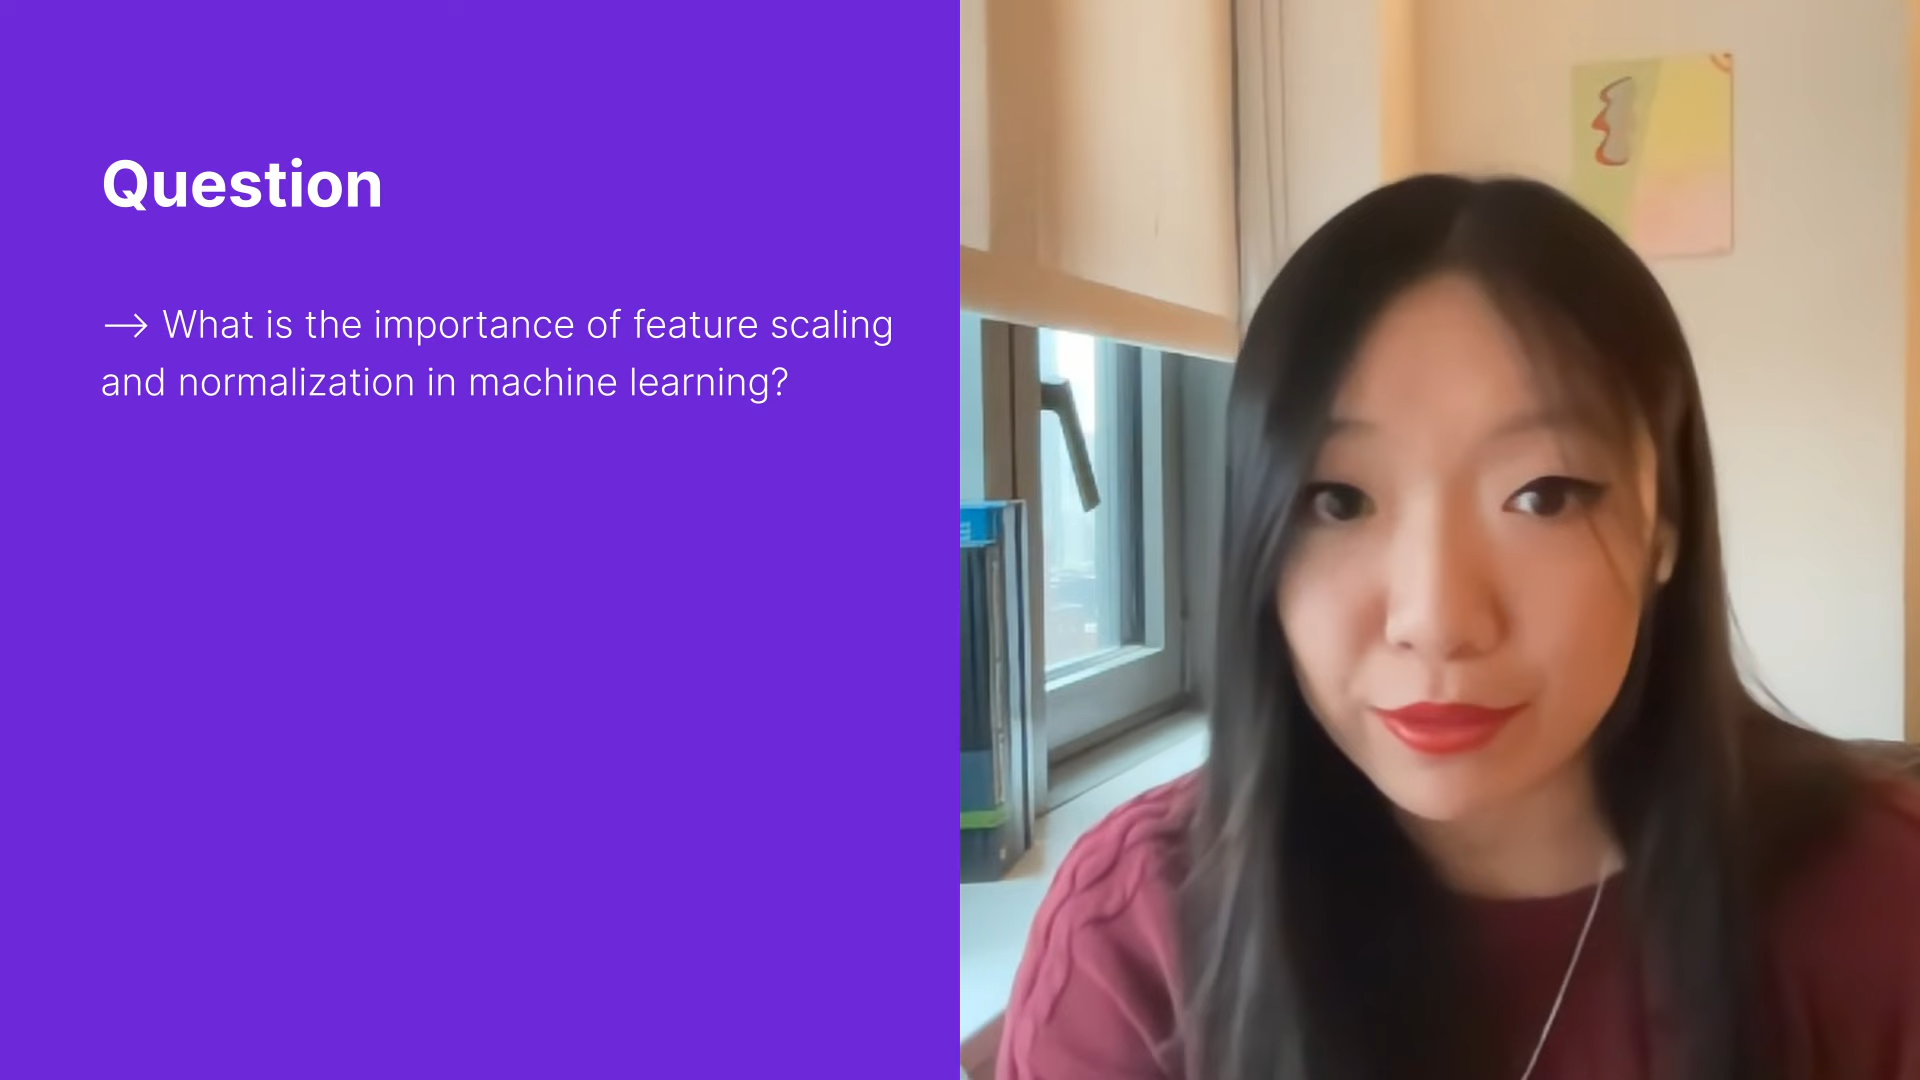 Question
→ What is the importance of feature scaling
and normalization in machine learning?